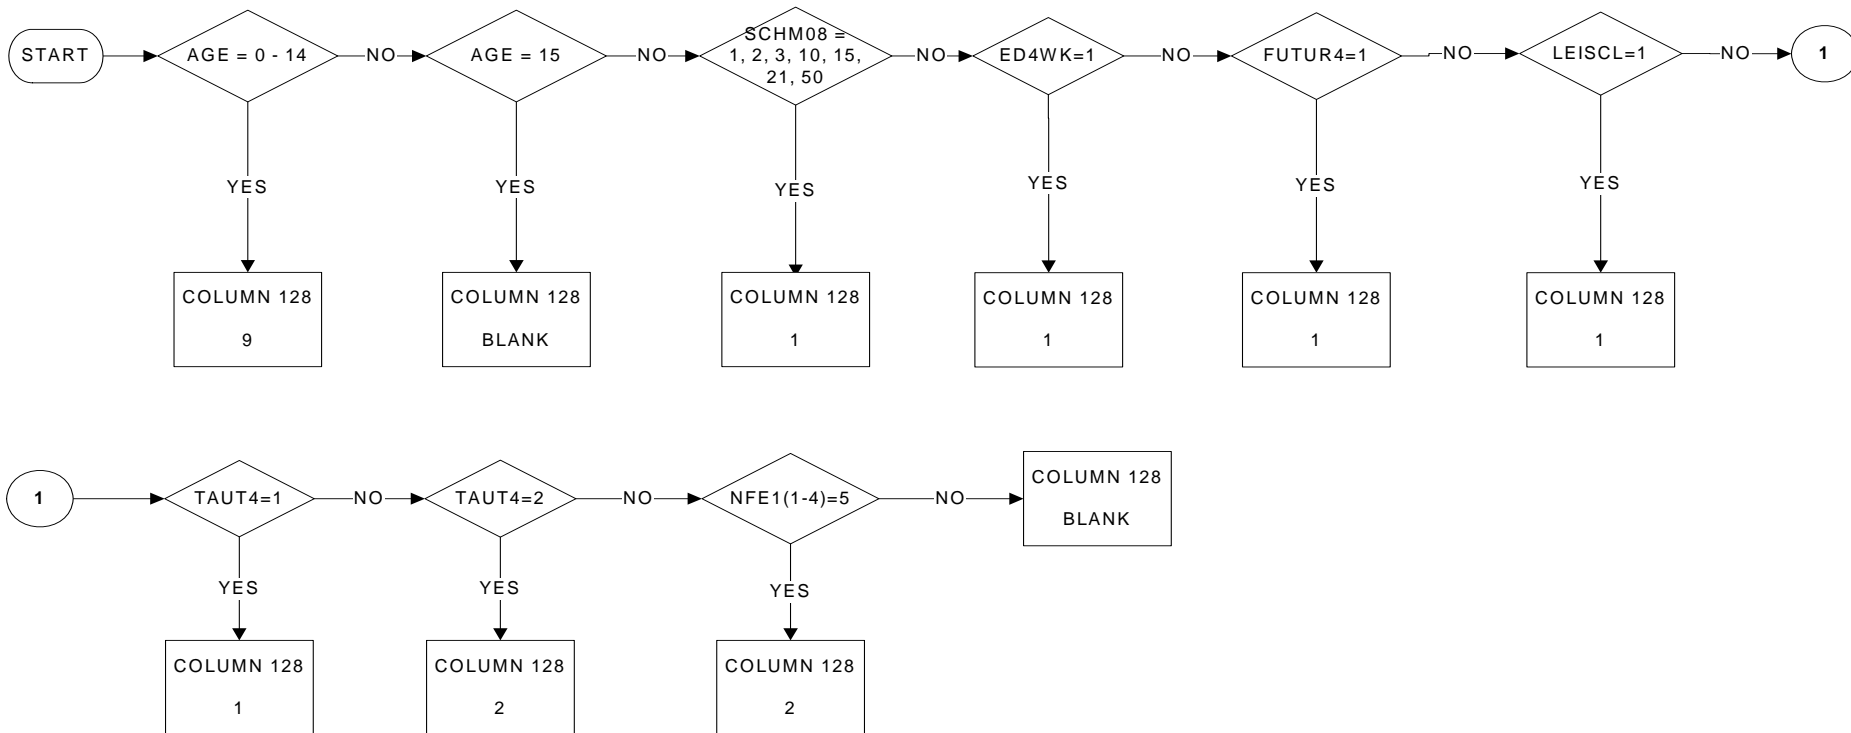 START
AGE = 0 - 14
NO
AGE = 15
NO
SCHM08 =
1, 2, 3, 10, 15,
21, 50
NO
ED4WK=1
NO
FUTUR4=1
NO
LEISCL=1
NO
1
YES
YES
YES
YES
YES
YES
COLUMN 128
9
COLUMN 128
BLANK
COLUMN 128
1
COLUMN 128
1
COLUMN 128
1
COLUMN 128
1
1
TAUT4=1
NO
TAUT4=2
NO
NFE1(1-4)=5
NO
COLUMN 128
BLANK
YES
YES
YES
COLUMN 128
1
COLUMN 128
2
COLUMN 128
2